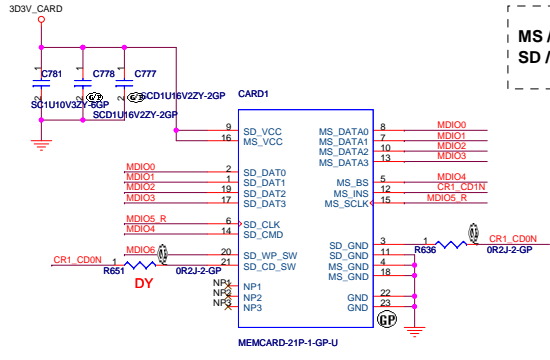 3D3V_CARD
MS /
SD /
C781
C778
C777
1
1
1
2
2
2
SC1U10V3ZY-6GP
SCD1U16V2ZY-2GP
SCD1U16V2ZY-2GP
CARD1
9 SD_VCC MS_DATA0 8 MDIO0
16 MS_VCC MS_DATA1 7 MDIO1
MS_DATA2 10 MDIO2
MS_DATA3 13 MDIO3
MDIO0 2 SD_DAT0
MDIO1 1 SD_DAT1 MS_BS 5 MDIO4
MDIO2 19 SD_DAT2 MS_INS 12 CR1_CD1N
MDIO3 17 SD_DAT3 MS_SCLK 15 MDIO5_R
MDIO5_R 6 SD_CLK
MDIO4 14 SD_CMD
SD_GND 3 R636 1 CR1_CD0N
0R2J-2-GP
MDIO6 20 SD_WP_SW SD_GND 11
CR1_CD0N 1 21 SD_CD_SW MS_GND 4
R651 0R2J-2-GP
DY
MS_GND 18
NP1 NP1
NP2 NP2 GND 22
NP3 NP3 GND 23
GP
MEMCARD-21P-1-GP-U